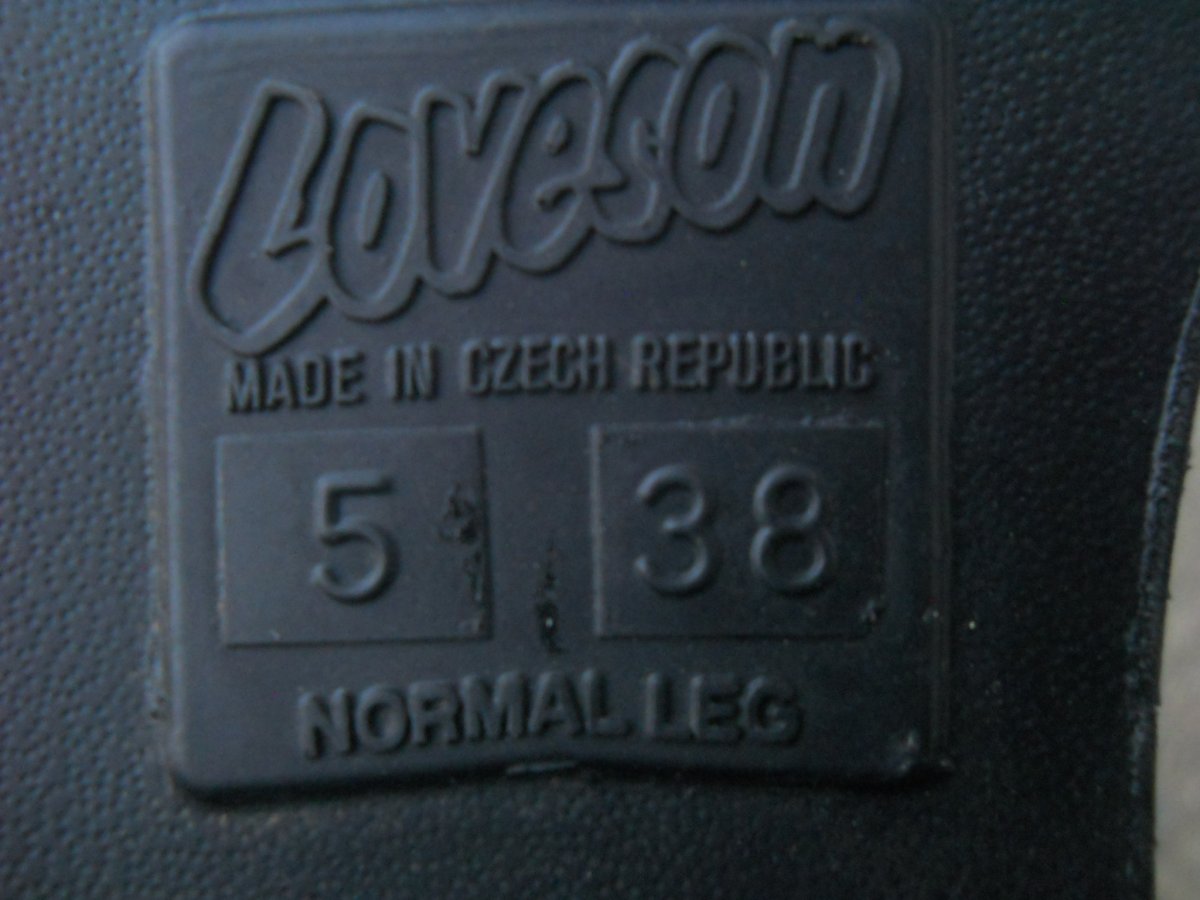 Loveson
MADE IN CZECH REPUBLIC
5 38
NORMAL LEG